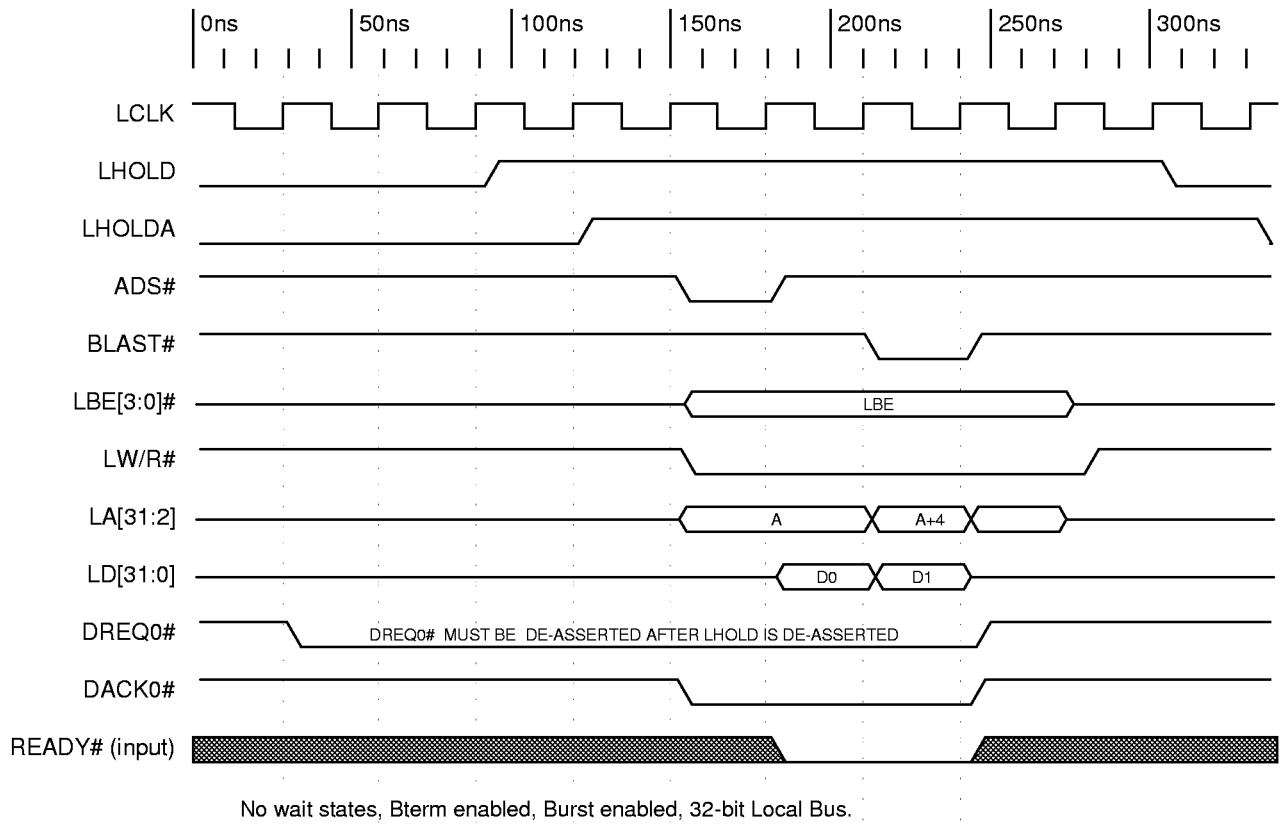 0ns 50ns 100ns 150ns 200ns 250ns 300ns
LCLK
LHOLD
LHOLDA
ADS#
BLAST#
LBE[3:0]# LBE
LW/R#
LA[31:2] A A+4
LD[31:0] D0 D1
DREQ0# DREQ0# MUST BE DE-ASSERTED AFTER LHOLD IS DE-ASSERTED
DACK0#
READY# (input)
No wait states, Bterm enabled, Burst enabled, 32-bit Local Bus.